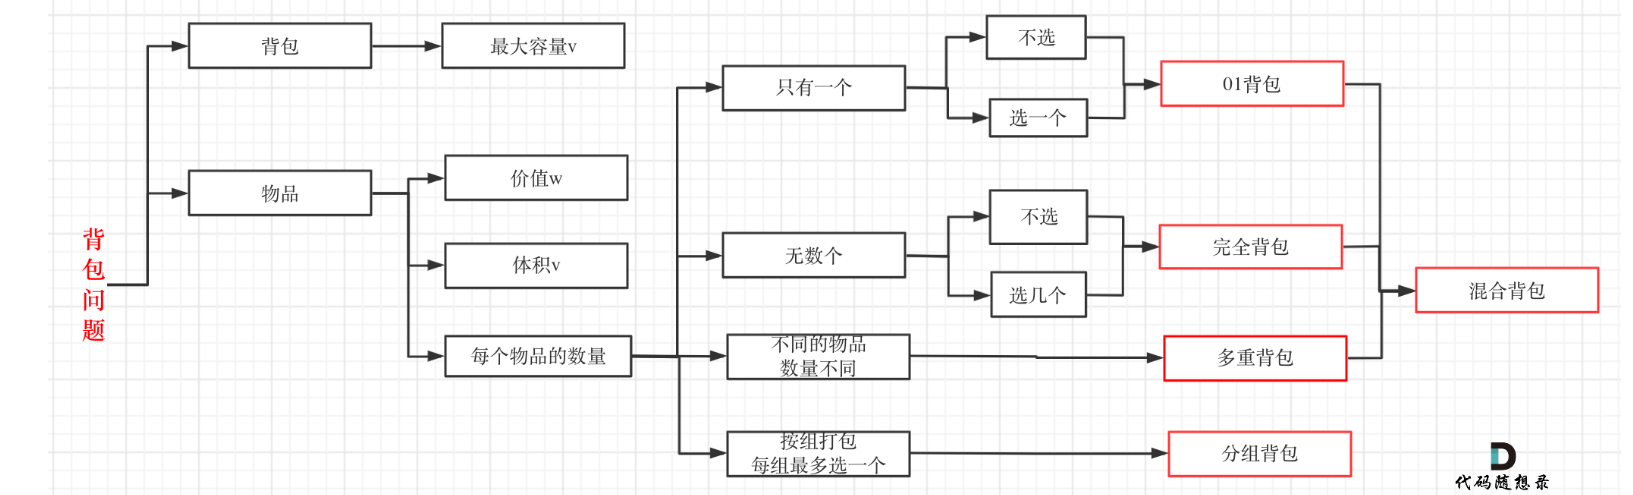 背包问题
背包
最大容量v
物品
价值w
体积v
每个物品的数量
只有一个
不选
选一个
01背包
无数个
不选
选几个
完全背包
不同的物品
数量不同
多重背包
混合背包
按组打包
每组最多选一个
分组背包
代码随想录